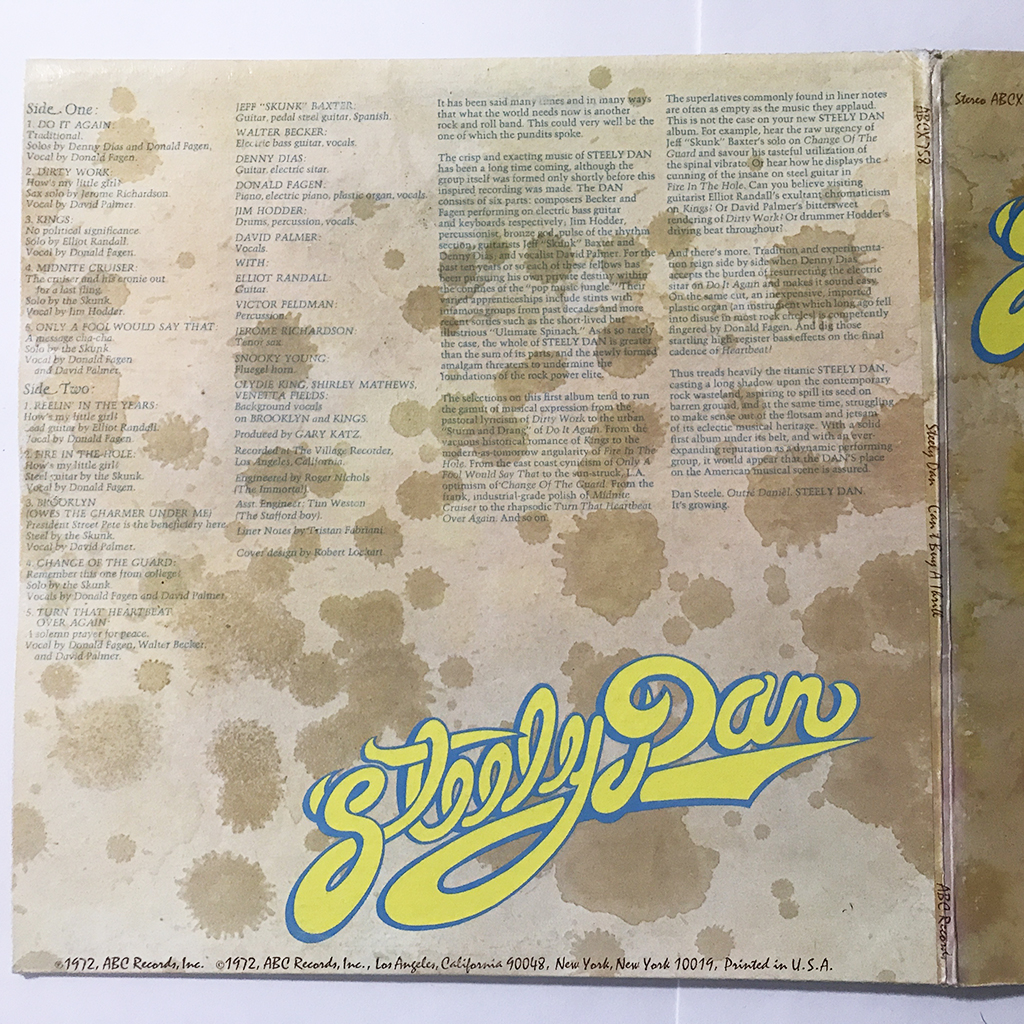 Side One:
1. DO IT AGAIN:
Traditional.
Solos by Denny Dias and Donald Fagen,
Vocal by Donald Fagen.
2. DIRTY WORK:
How's my little girl?
Sax solo by Jerome Richardson.
Vocal by David Palmer.
3. KINGS:
No political significance.
Solo by Elliot Randall.
Vocal by Donald Fagen.
4. MIDNITE CRUISER:
The cruiser and his cronie out
for a last fling.
Solo by the Skunk.
Vocal by Jim Hodder.
6. ONLY A FOOL WOULD SAY THAT:
A message cha-cha.
Solo by the Skunk.
Vocal by Donald Fagen
and David Palmer.
Side Two:
1. REELIN' IN THE YEARS:
How's my little girl?
Lead guitar by Elliot Randall.
Vocal by Donald Fagen.
2. FIRE IN THE HOLE:
How's my little girl?
Steel guitar by the Skunk.
Vocal by Donald Fagen.
3. BROOKLYN
(OWES THE CHARMER UNDER ME)
President Street Pete is the beneficiery here.
Steel by the Skunk.
Vocal by David Palmer.
4. CHANGE OF THE GUARD:
Remember this one from college?
Solo by the Skunk.
Vocals by Donald Fagen and David Palmer.
5. TURN THAT HEARTBEAT
OVER AGAIN:
A solemn prayer for peace.
Vocal by Donald Fagen, Walter Becker,
and David Palmer.
JEFF "SKUNK" BAXTER:
Guitar, pedal steel guitar, Spanish.
WALTER BECKER:
Electric bass guitar, vocals.
DENNY DIAS:
Guitar, electric sitar.
DONALD FAGEN:
Piano, electric piano, plastic organ, vocals.
JIM HODDER:
Drums, percussion, vocals.
DAVID PALMER:
Vocals.
WITH:
ELLIOT RANDALL:
Guitar.
VICTOR FELDMAN:
Percussion.
JEROME RICHARDSON:
Tenor sax.
SNOOKY YOUNG:
Fluegel horn.
CLYDIE KING, SHIRLEY MATHEWS,
VENETTA FIELDS:
Background vocals
on BROOKLYN and KINGS.
Produced by GARY KATZ.
Recorded at The Village Recorder,
Los Angeles, California.
Engineered by Roger Nichols
(The Immortal).
Asst. Engineer: Tim Weston
(The Stafford boy).
Liner Notes by Tristan Fabriani.
Cover design by Robert Lockart
It has been said many times and in many ways
that what the world needs now is another
rock and roll band. This could very well be the
one of which the pundits spoke.
The crisp and exacting music of STEELY DAN
has been a long time coming, although the
group itself was formed only shortly before this
inspired recording was made. The DAN
consists of six parts: composers Becker and
Fagen performing on electric bass guitar
and keyboards respectively, Jim Hodder,
percussionist, bronze god, pulse of the rhythm
section, guitarists Jeff "Skunk" Baxter and
Denny Dias, and vocalist David Palmer. For the
past ten years or so each of these fellows has
been pursuing his own private destiny within
the confines of the "pop music jungle." Their
varied apprenticeships include stints with
infamous groups from past decades and more
recent sorties such as the short-lived but
illustrious "Ultimate Spinach." As is so rarely
the case, the whole of STEELY DAN is greater
than the sum of its parts, and the newly formed
amalgam threatens to undermine the
foundations of the rock power elite.
The selections on this first album tend to run
the gamut of musical expression from the
pastoral lyricism of Dirty Work to the urban
"Sturm and Drang" of Do It Again. From the
vacuous historical romance of Kings to the
modern-as-tomorrow angularity of Fire In The
Hole. From the east coast cynicism of Only A
Fool Would Say That to the sun-struck, L.A.
optimism of Change Of The Guard. From the
frank, industrial-grade polish of Midnite
Cruiser to the rhapsodic Turn That Heartbeat
Over Again. And so on.
The superlatives commonly found in liner notes
are often as empty as the music they applaud.
This is not the case on your new STEELY DAN
album. For example, hear the raw urgency of
Jeff "Skunk" Baxter's solo on Change Of The
Guard and savour his tasteful utilization of
the spinal vibrato; or hear how he displays the
cunning of the insane on steel guitar in
Fire In The Hole. Can you believe visiting
guitarist Elliot Randall's exultant chromaticism
on Kings? Or David Palmer's bittersweet
rendering of Dirty Work? Or drummer Hodder's
driving beat throughout?
And there's more. Tradition and experimenta-
tion reign side by side when Denny Dias
accepts the burden of resurrecting the electric
sitar on Do It Again and makes it sound easy.
On the same cut, an inexpensive, imported
plastic organ (an instrument which long ago fell
into disuse in most rock circles) is competently
fingered by Donald Fagen. And dig those
startling high-register bass effects on the final
cadence of Heartbeat!
Thus treads heavily the titanic STEELY DAN,
casting a long shadow upon the contemporary
rock wasteland, aspiring to spill its seed on
barren ground, and at the same time, struggling
to make sense out of the flotsam and jetsam
of its eclectic musical heritage. With a solid
first album under its belt, and with an ever-
expanding reputation as a dynamic performing
group, it would appear that the DAN's place
on the American musical scene is assured.
Dan Steele. Outré Daniel. STEELY DAN.
It's growing.
Steely Dan
©1972, ABC Records, Inc. ©1972, ABC Records, Inc., Los Angeles, California 90048, New York, New York 10019, Printed in U.S.A.
ABCX758
Steely Dan Can't Buy A Thrill
ABC Records
Stereo ABCX